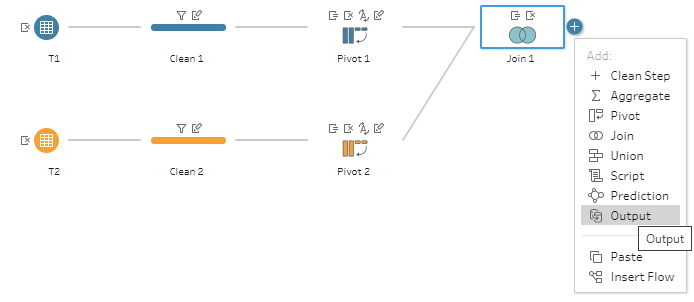 T1
Clean 1
Pivot 1
Join 1
Add:
Clean Step
Aggregate
Pivot
Join
Union
Script
Prediction
Output
Output
Paste
Insert Flow
T2
Clean 2
Pivot 2